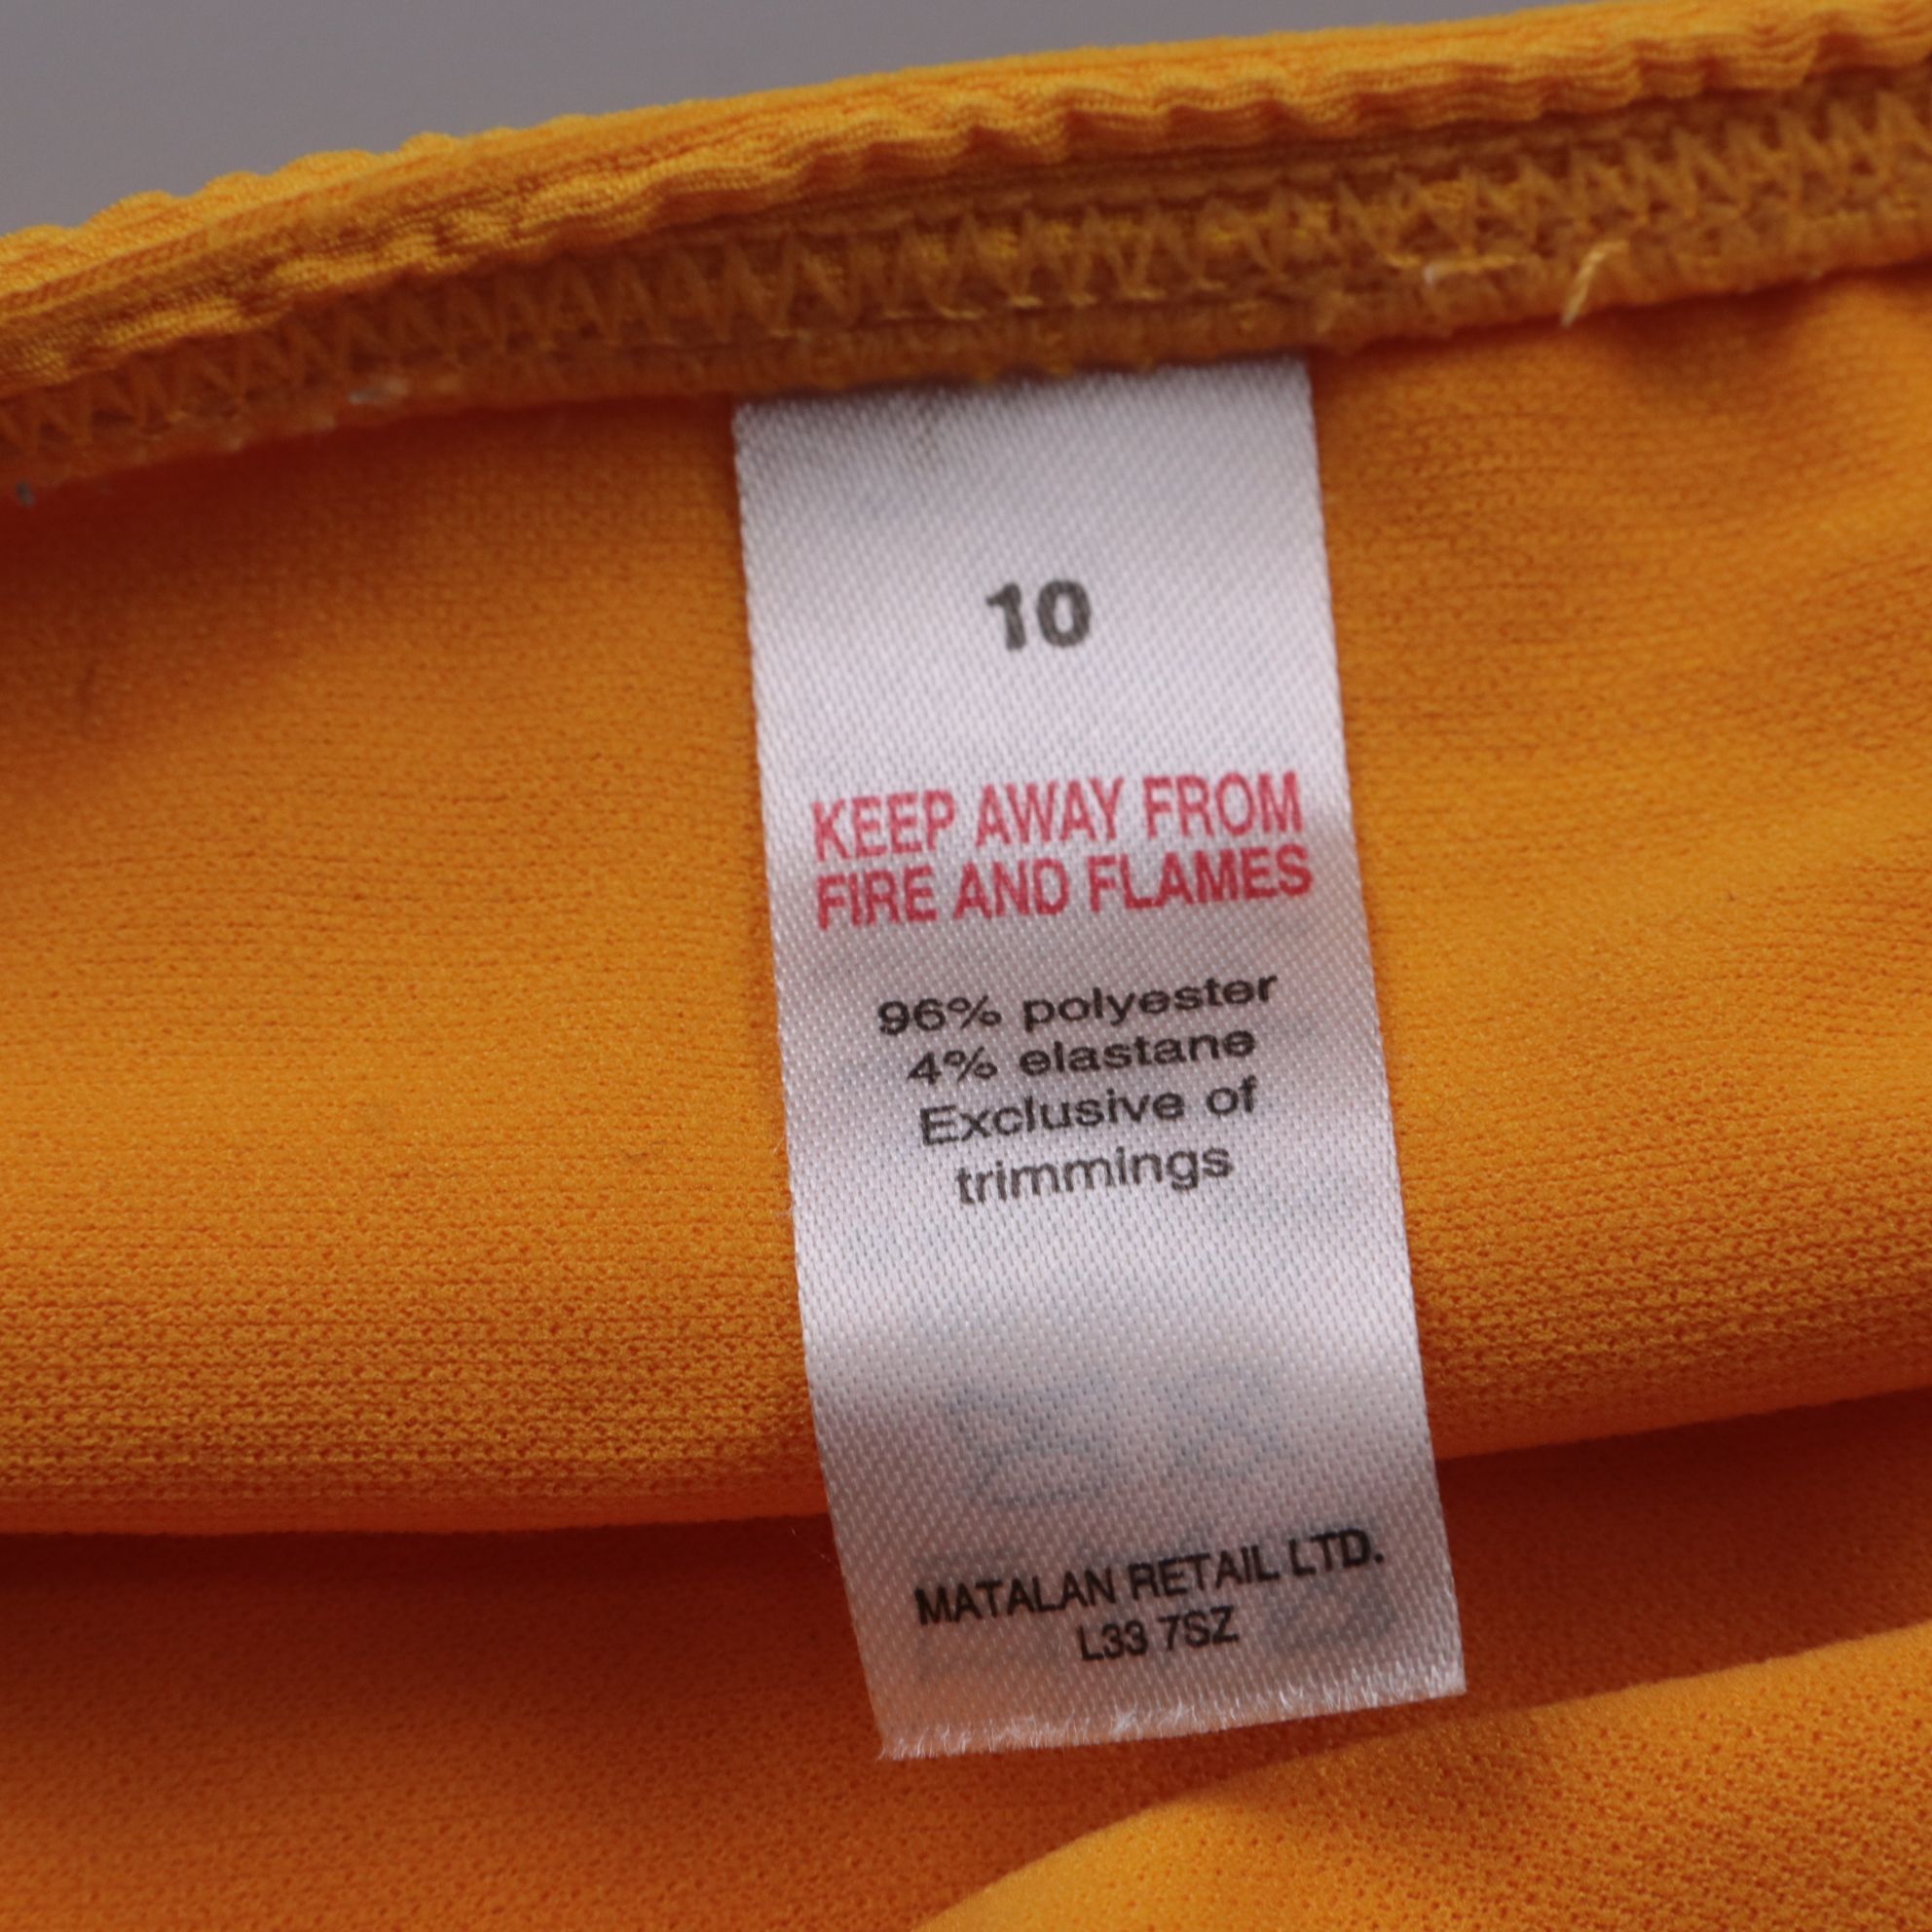 10
KEEP AWAY FROM
FIRE AND FLAMES
96% polyester
4% elastane
Exclusive of
trimmings
MATALAN RETAIL LTD.
L33 7SZ